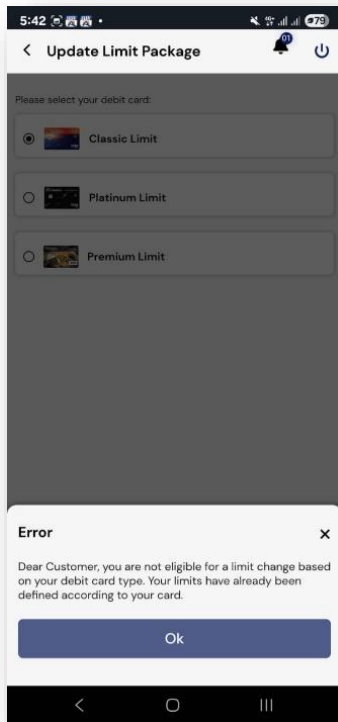 5:42
79
Update Limit Package
01
Please select your debit card:
Classic Limit
Platinum Limit
Premium Limit
Error
Dear Customer, you are not eligible for a limit change based
on your debit card type. Your limits have already been
defined according to your card.
Ok